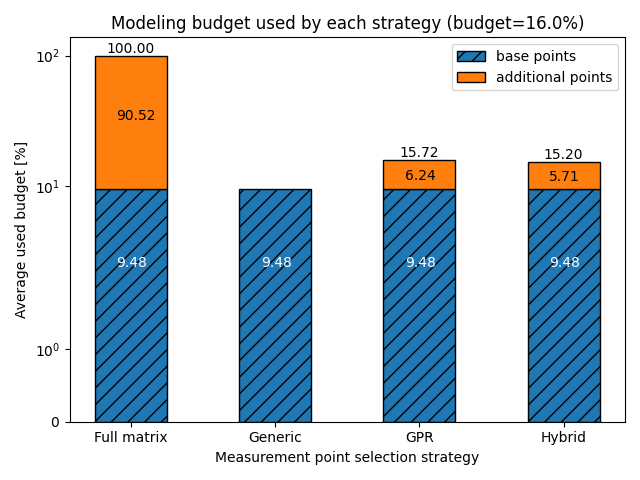 Modeling budget used by each strategy (budget=16.0%)
base points
additional points
100.00
90.52
9.48
9.48
15.72
6.24
9.48
15.20
5.71
9.48
Average used budget [%]
10²
10¹
10⁰
0
Full matrix Generic GPR Hybrid
Measurement point selection strategy